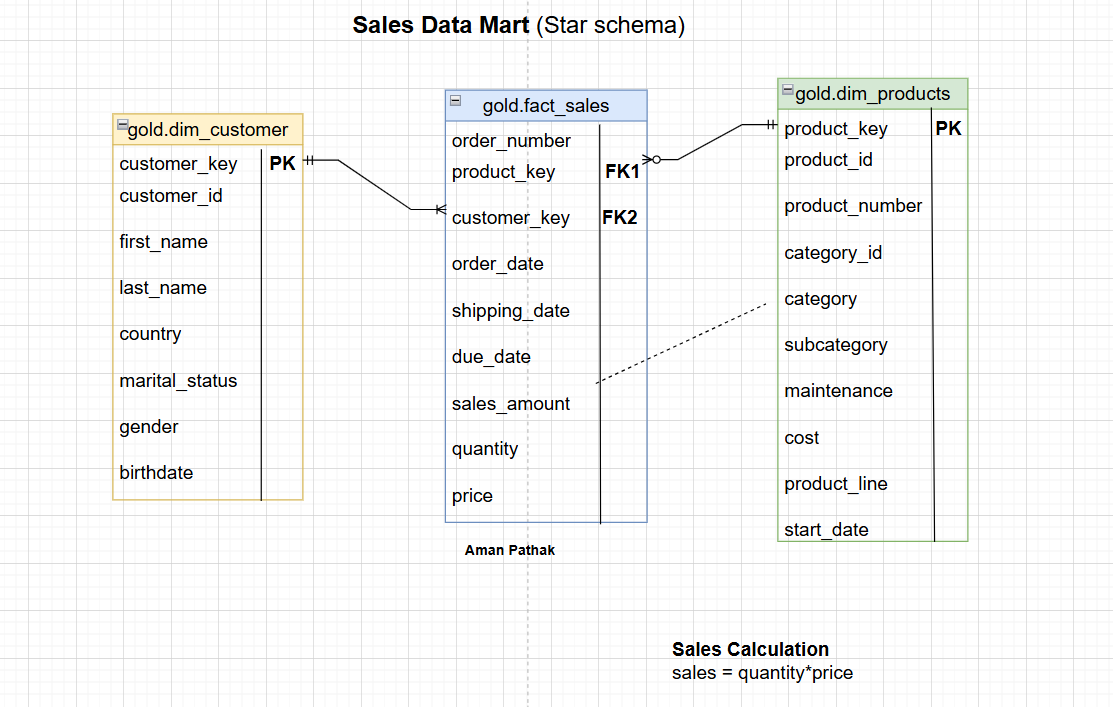 Sales Data Mart (Star schema)
gold.dim_customer
customer_key PK
customer_id
first_name
last_name
country
marital_status
gender
birthdate
gold.fact_sales
order_number
product_key FK1
customer_key FK2
order_date
shipping_date
due_date
sales_amount
quantity
price
Aman Pathak
gold.dim_products
product_key PK
product_id
product_number
category_id
category
subcategory
maintenance
cost
product_line
start_date
Sales Calculation
sales = quantity*price